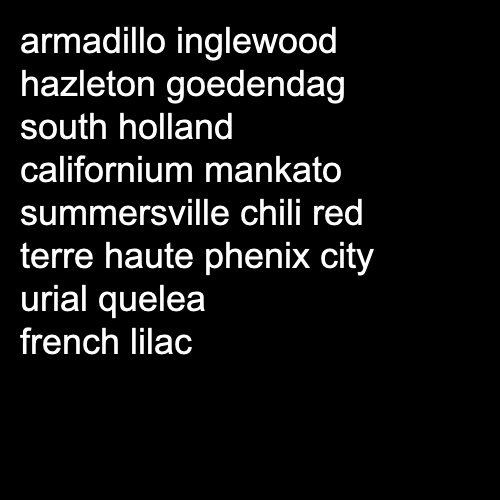 armadillo inglewood
hazleton goedendag
south holland
californium mankato
summersville chili red
terre haute phenix city
urial quelea
french lilac